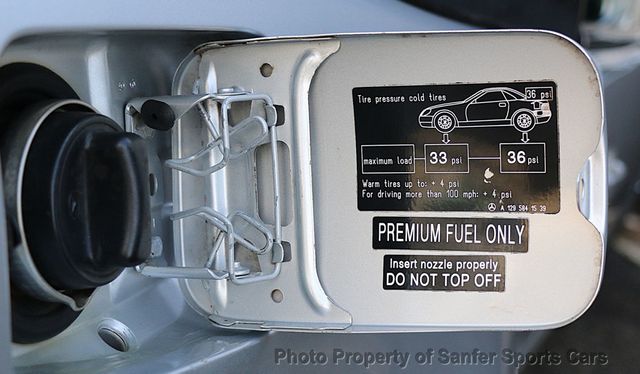 Tire pressure cold tires
36 psi
maximum load 33 psi 36 psi
Warm tires up to: + 4 psi
For driving more than 100 mph: + 4 psi
A 129 584 15 39
PREMIUM FUEL ONLY
Insert nozzle properly
DO NOT TOP OFF
Photo Property of Sanfer Sports Cars